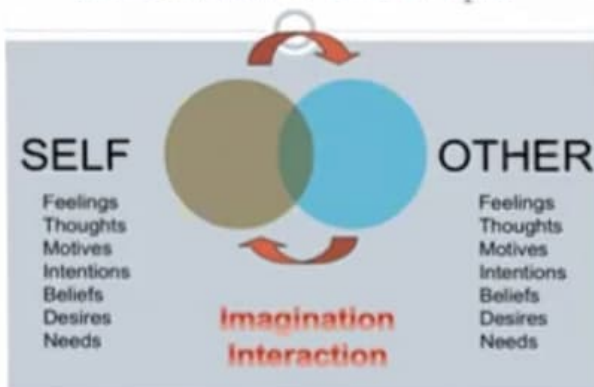 SELF
Feelings
Thoughts
Motives
Intentions
Beliefs
Desires
Needs
OTHER
Feelings
Thoughts
Motives
Intentions
Beliefs
Desires
Needs
Imagination
Interaction